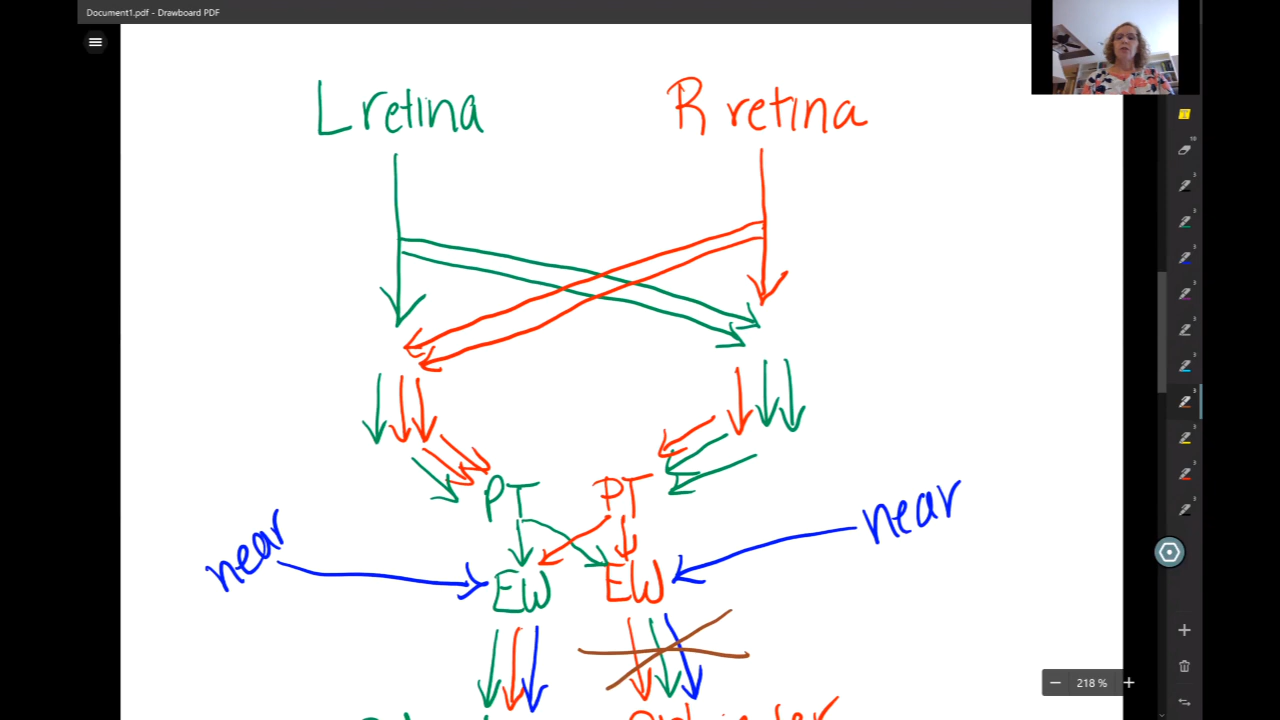 Document1.pdf - Drawboard PDF
L retina R retina
PT PT
near near
EW EW
218 %